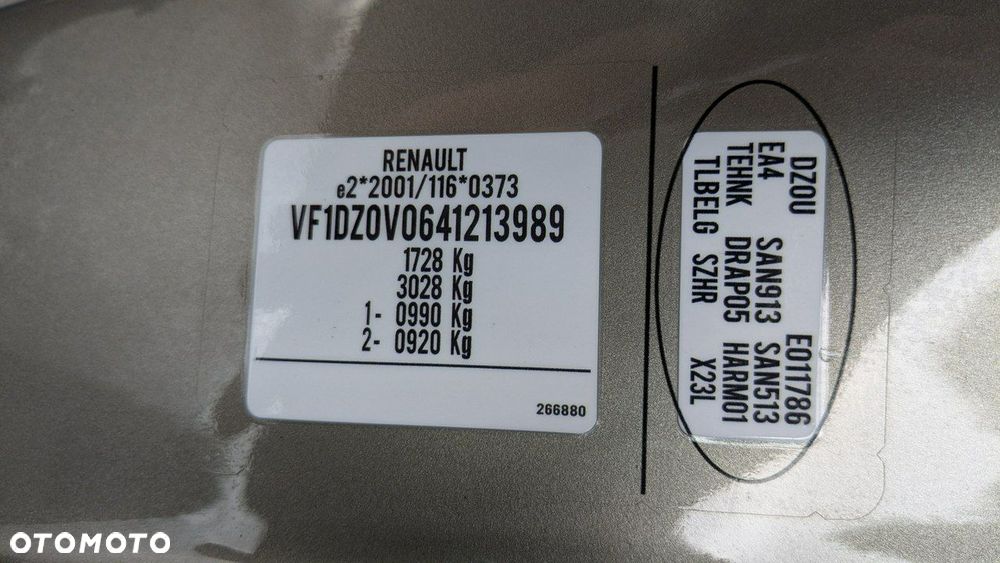 RENAULT
e2*2001/116*0373
VF1DZ0V0641213989
1728 Kg
3028 Kg
1- 0990 Kg
2- 0920 Kg
266880
DZOU E011786
EA4 SAN913 SAN513
TEHNK DRAP05 HARM01
TLBELG SZHR X23L
OTOMOTO